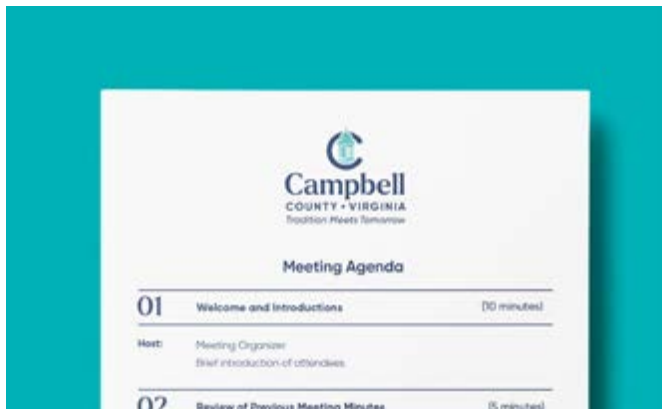 Campbell
COUNTY • VIRGINIA
Tradition Meets Tomorrow
Meeting Agenda
01 Welcome and Introductions (10 minutes)
Host: Meeting Organizer
Brief introduction of attendees
02 Review of Previous Meeting Minutes (5 minutes)